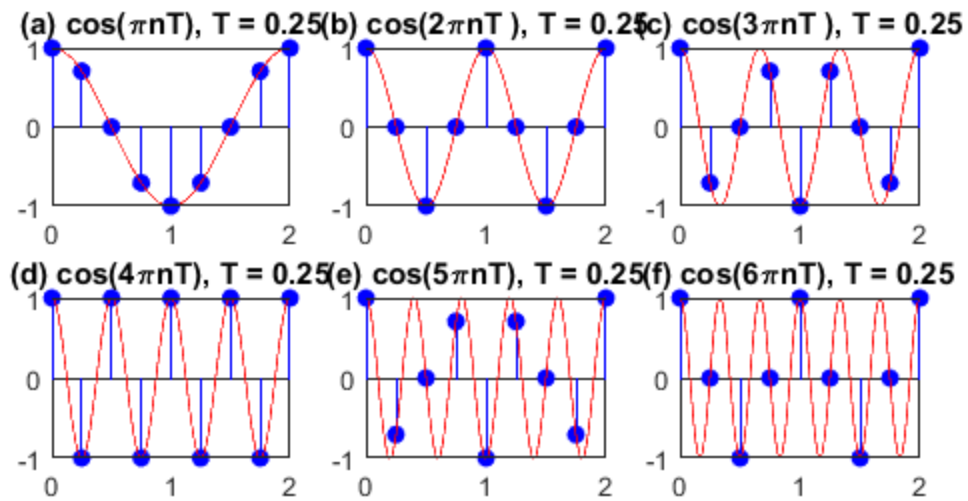 (a) cos(πnT), T = 0.25
(b) cos(2πnT ), T = 0.25
(c) cos(3πnT ), T = 0.25
1
0
-1
0 1 2
1
0
-1
0 1 2
1
0
-1
0 1 2
(d) cos(4πnT), T = 0.25
(e) cos(5πnT), T = 0.25
(f) cos(6πnT), T = 0.25
1
0
-1
0 1 2
1
0
-1
0 1 2
1
0
-1
0 1 2